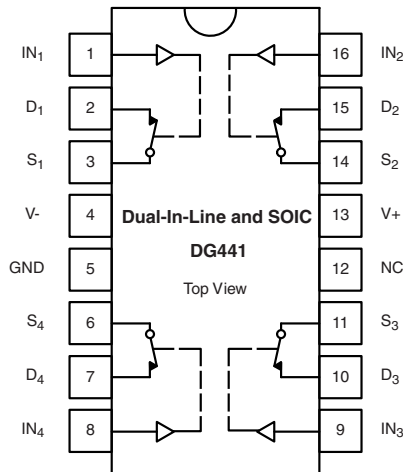 IN1 1 16 IN2
D1 2 15 D2
S1 3 14 S2
V- 4 Dual-In-Line and SOIC 13 V+
DG441
GND 5 12 NC
Top View
S4 6 11 S3
D4 7 10 D3
IN4 8 9 IN3